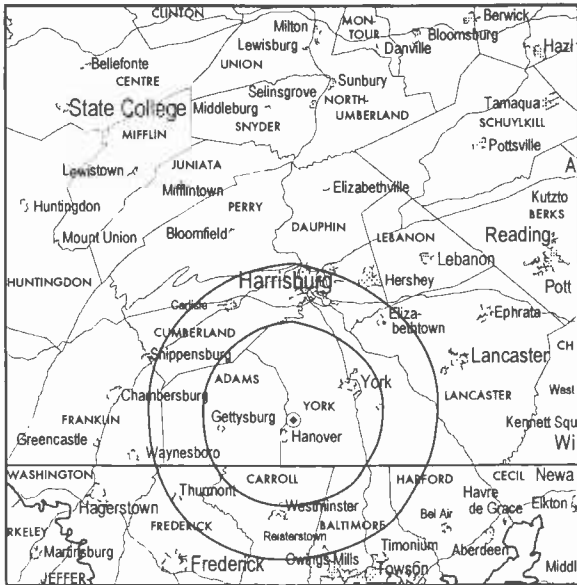 CLINTON
Milton
MON-
TOUR
Berwick
Bloomsburg
Lewisburg
Danville
Hazl
Bellefonte
UNION
CENTRE
Sunbury
Selinsgrove
State College
Middleburg
NORTH-
UMBERLAND
Tamaqua
MIFFLIN
SNYDER
SCHUYLKILL
Pottsville
Lewistown
JUNIATA
A
Mifflintown
Elizabethville
Kutzto
Huntingdon
PERRY
BERKS
DAUPHIN
Mount Union
Bloomfield
LEBANON
Reading
Lebanon
HUNTINGDON
Harrisburg
Hershey
Pott
Carlisle
Eliza-
bethtown
Ephrata
CUMBERLAND
Shippensburg
CH
Lancaster
ADAMS
York
Chambersburg
LANCASTER
West
YORK
FRANKLIN
Gettysburg
Kennett Squ
Hanover
Greencastle
Wi
Waynesboro
WASHINGTON
CARROLL
HARFORD
CECIL
Newa
Hagerstown
Thurmont
Havre
de Grace
Elkton
Westminster
FREDERICK
BALTIMORE
Bel Air
RKELEY
Reisterstown
Timonium
Aberdeen
Martinsburg
Owings Mills
Frederick
Towson
Middl
JEFFER